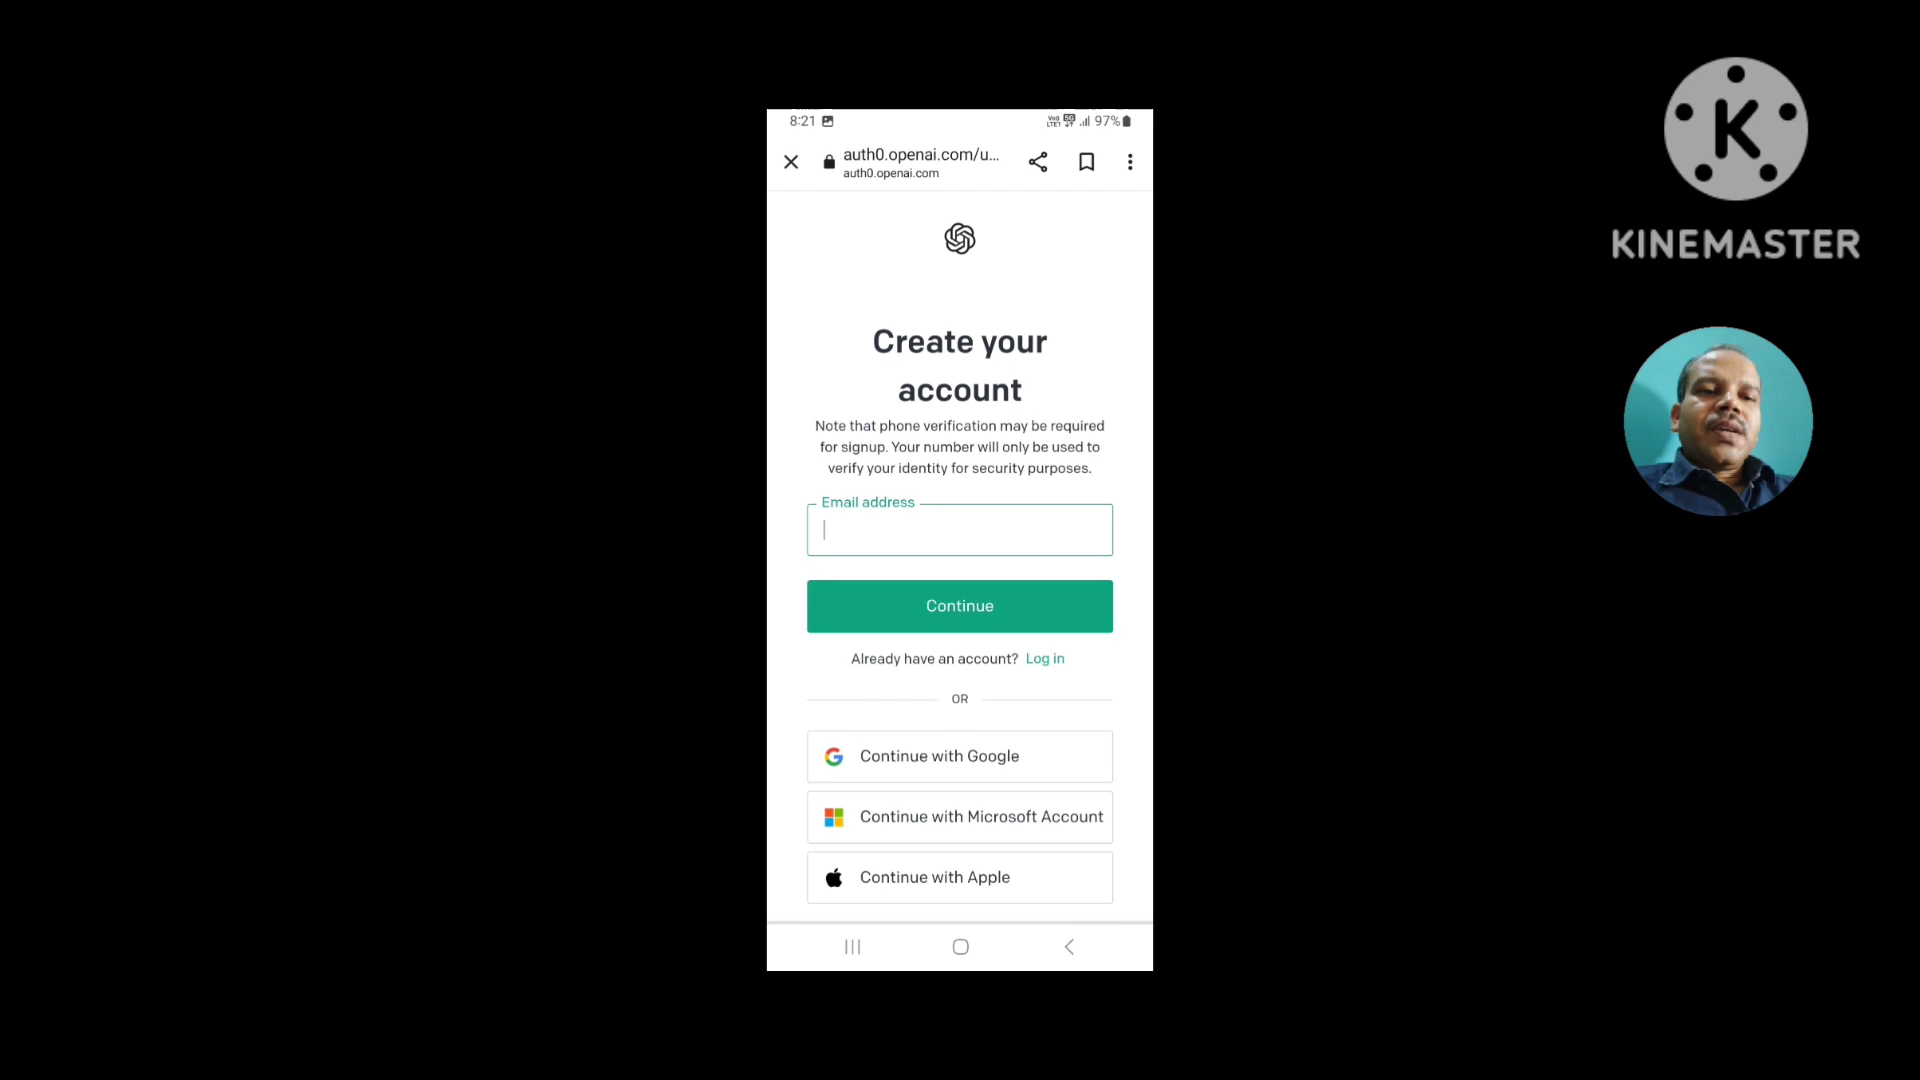 8:21
97%
auth0.openai.com/u...
auth0.openai.com
K
KINEMASTER
Create your
account
Note that phone verification may be required
for signup. Your number will only be used to
verify your identity for security purposes.
Email address
Continue
Already have an account? Log in
OR
Continue with Google
Continue with Microsoft Account
Continue with Apple